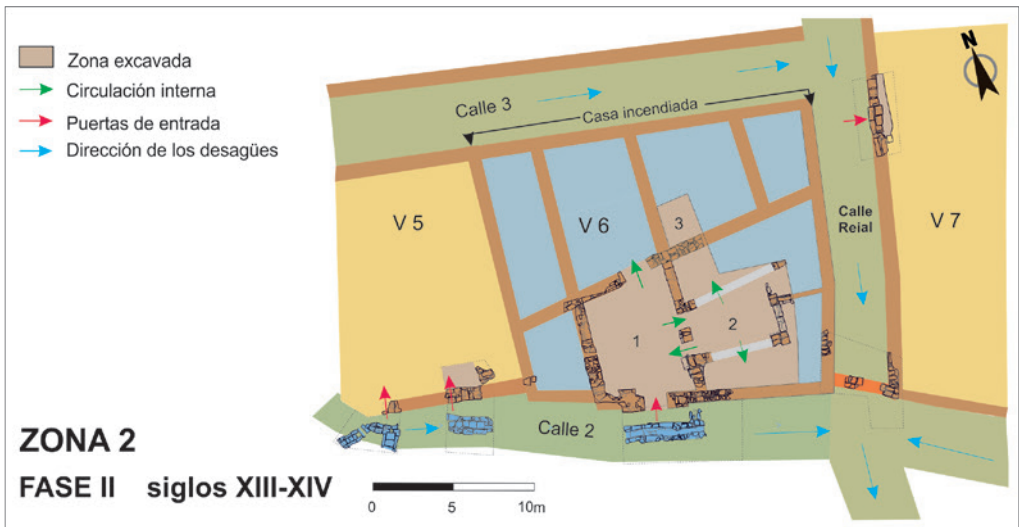 Zona excavada
Circulación interna
Puertas de entrada
Dirección de los desagües
N
Calle 3
Casa incendiada
V 5
V 6
3
Calle
Reial
V 7
1
2
Calle 2
ZONA 2
FASE II siglos XIII-XIV
0 5 10m